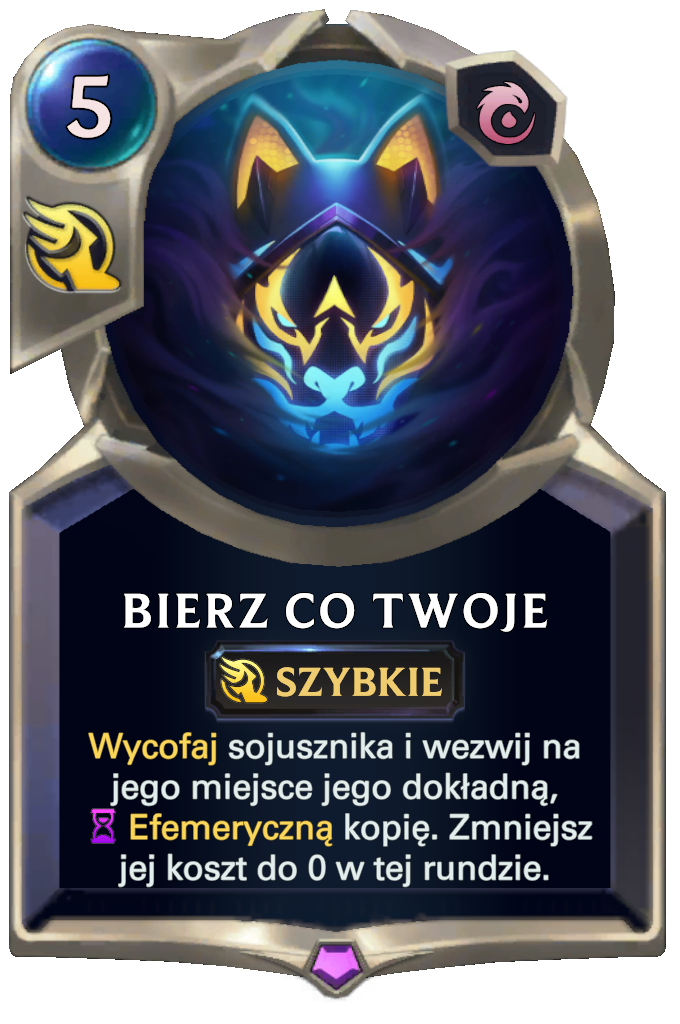 5
BIERZ CO TWOJE
SZYBKIE
Wycofaj sojusznika i wezwij na
jego miejsce jego dokładną,
Efemeryczną kopię. Zmniejsz
jej koszt do 0 w tej rundzie.